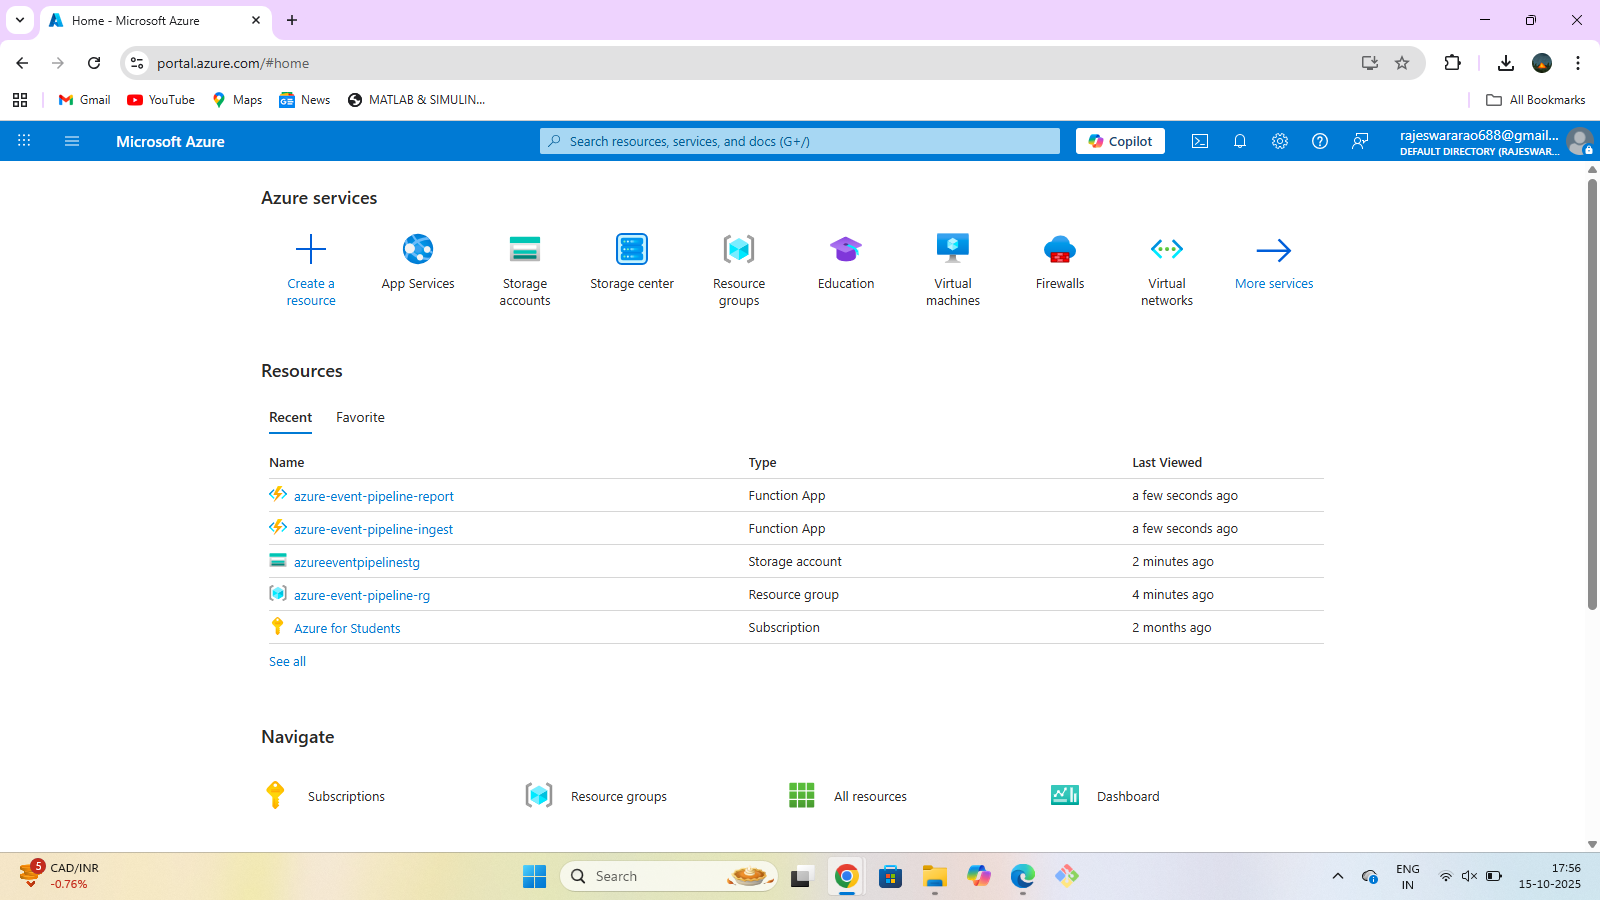 Home - Microsoft Azure
portal.azure.com/#home
Gmail
YouTube
Maps
News
MATLAB & SIMULIN...
All Bookmarks
Microsoft Azure
Search resources, services, and docs (G+/)
Copilot
rajeswararao688@gmail...
DEFAULT DIRECTORY (RAJESWAR...
Azure services
Create a resource
App Services
Storage accounts
Storage center
Resource groups
Education
Virtual machines
Firewalls
Virtual networks
More services
Resources
Recent Favorite
Name Type Last Viewed
azure-event-pipeline-report Function App a few seconds ago
azure-event-pipeline-ingest Function App a few seconds ago
azureeventpipelinestg Storage account 2 minutes ago
azure-event-pipeline-rg Resource group 4 minutes ago
Azure for Students Subscription 2 months ago
See all
Navigate
Subscriptions
Resource groups
All resources
Dashboard
5
CAD/INR
-0.76%
Search
ENG
IN
17:56
15-10-2025